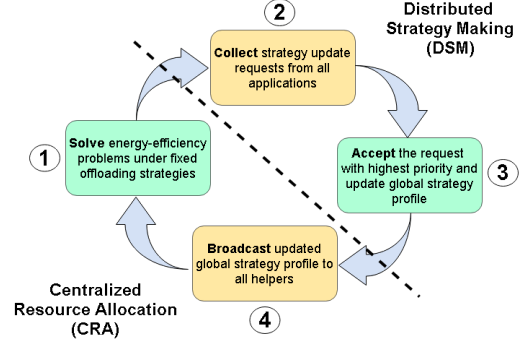 2
Distributed
Strategy Making
(DSM)
Collect strategy update
requests from all
applications
1
Solve energy-efficiency
problems under fixed
offloading strategies
Accept the request
with highest priority and
update global strategy
profile
3
Broadcast updated
global strategy profile to
all helpers
4
Centralized
Resource Allocation
(CRA)